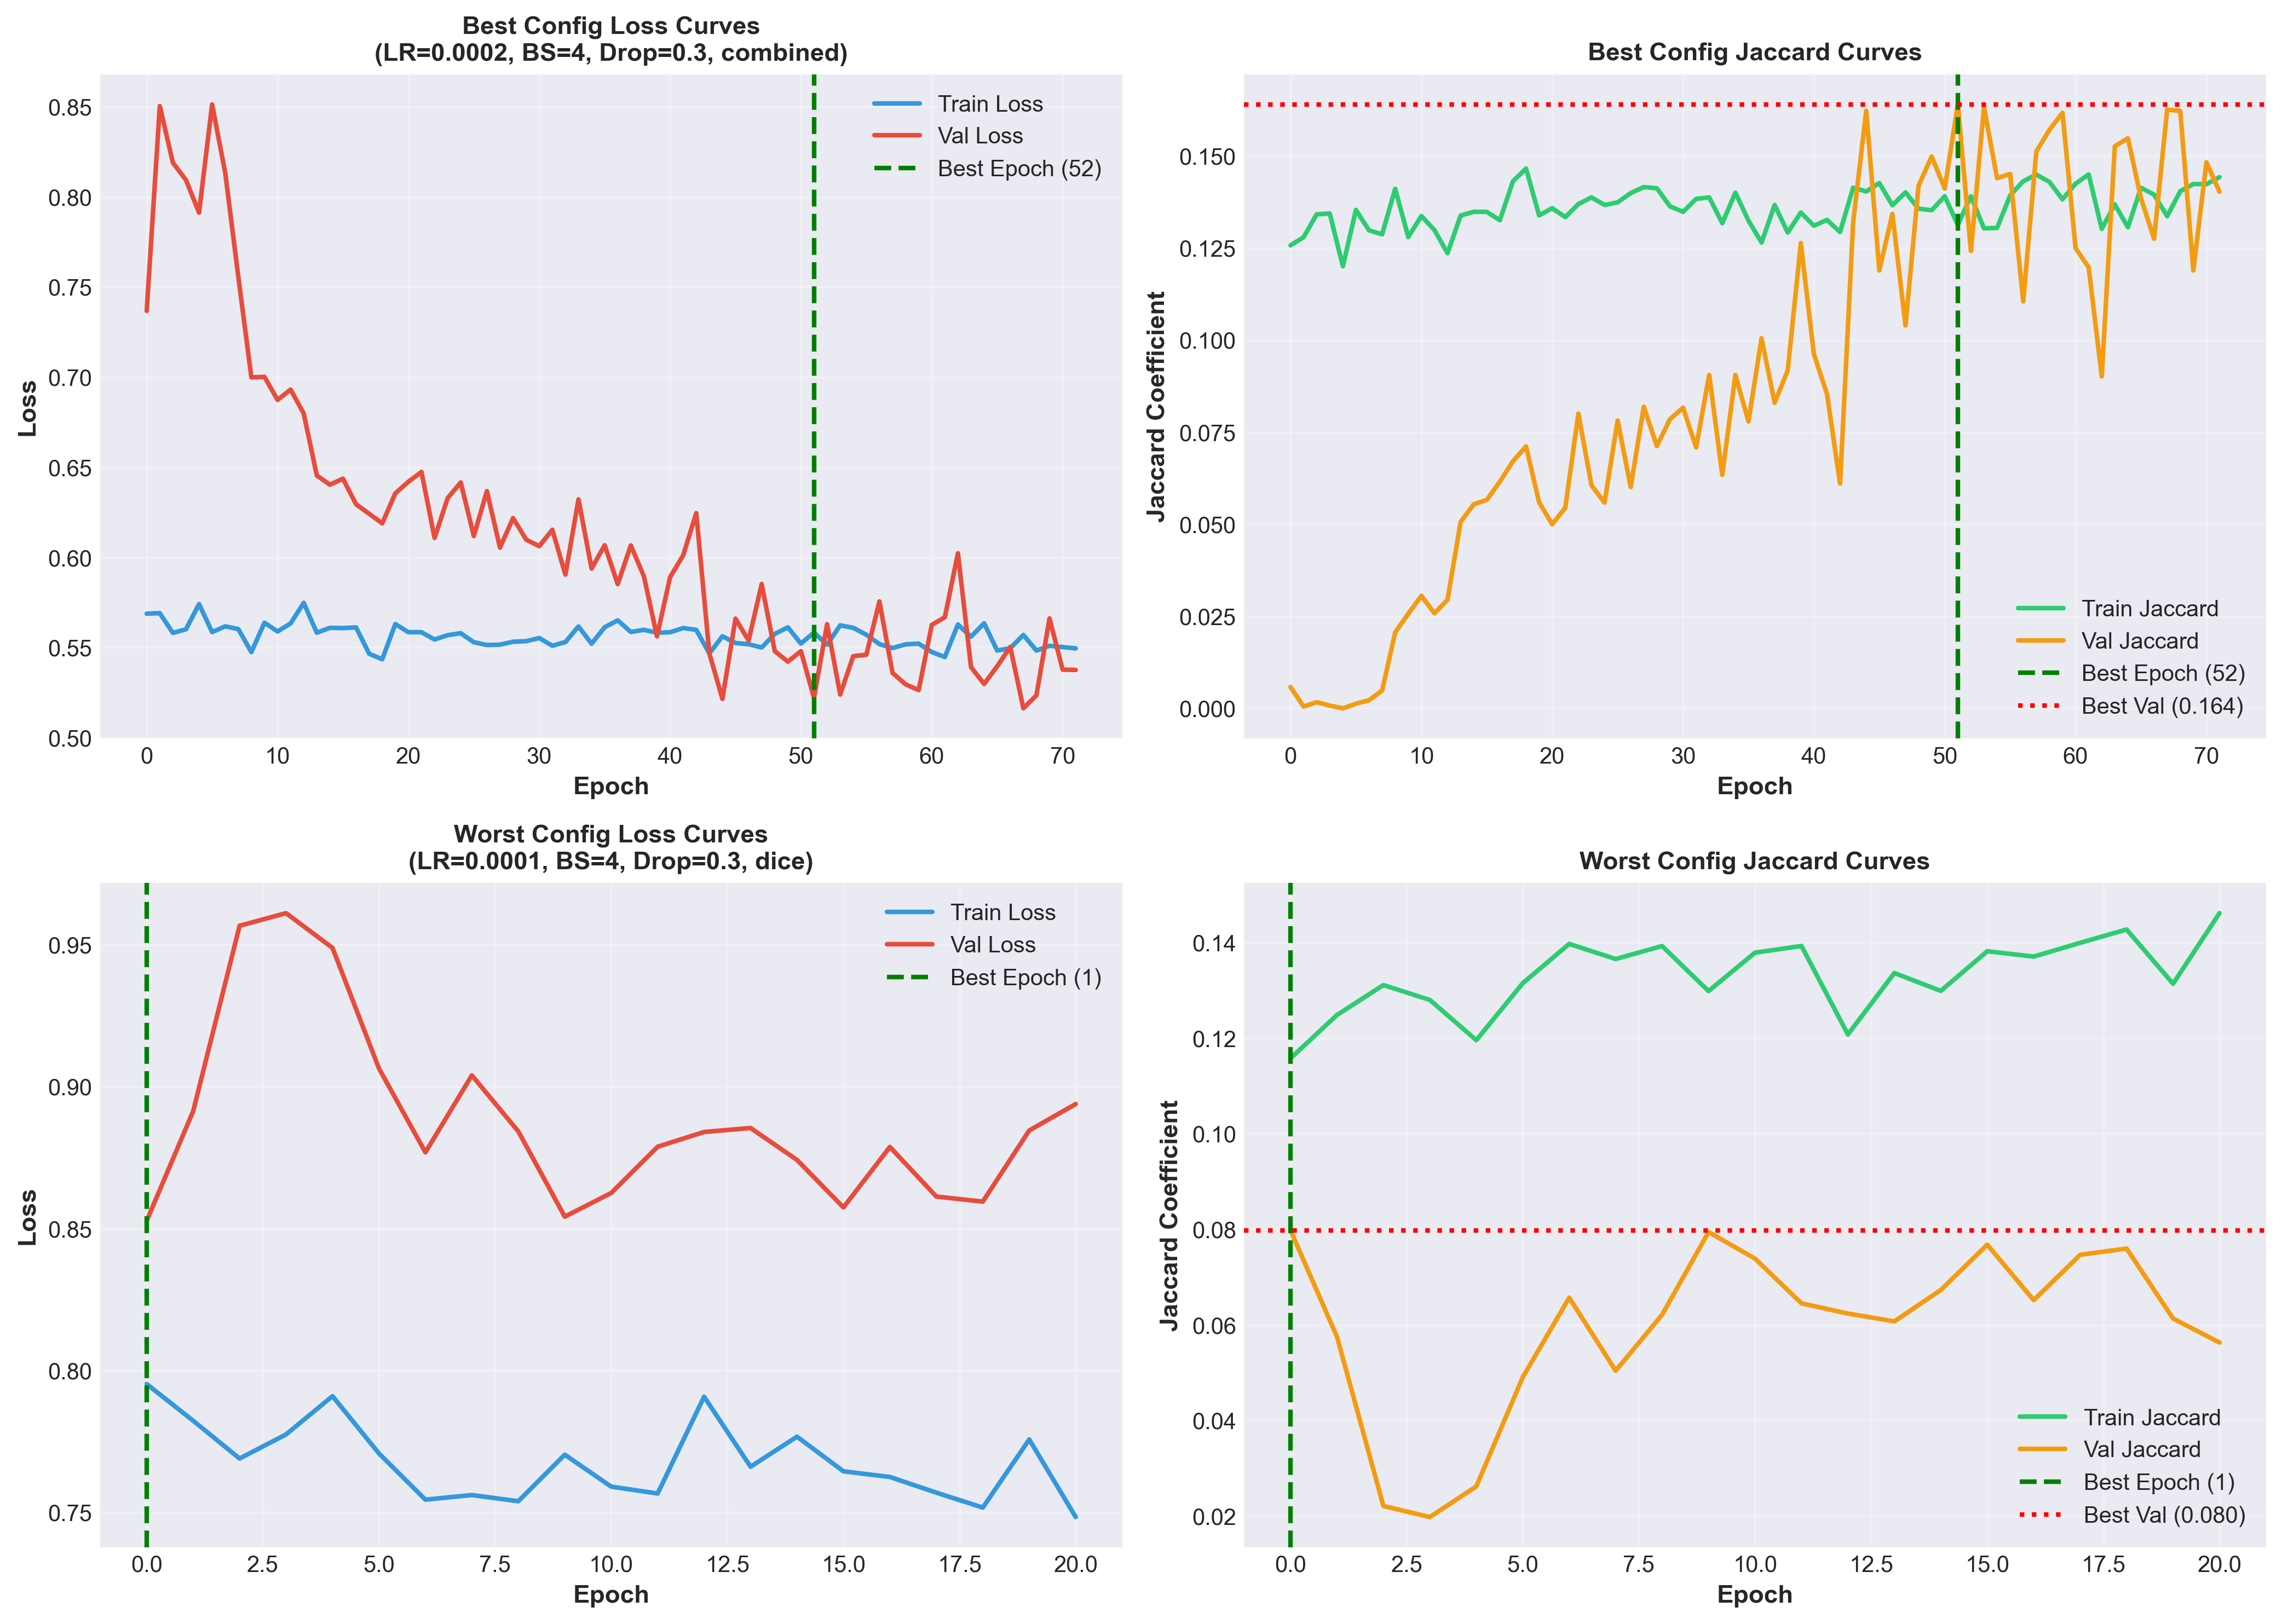 Best Config Loss Curves
(LR=0.0002, BS=4, Drop=0.3, combined)
Loss
0.85
0.80
0.75
0.70
0.65
0.60
0.55
0.50
Train Loss
Val Loss
Best Epoch (52)
0 10 20 30 40 50 60 70
Epoch
Best Config Jaccard Curves
Jaccard Coefficient
0.150
0.125
0.100
0.075
0.050
0.025
0.000
Train Jaccard
Val Jaccard
Best Epoch (52)
Best Val (0.164)
0 10 20 30 40 50 60 70
Epoch
Worst Config Loss Curves
(LR=0.0001, BS=4, Drop=0.3, dice)
Loss
0.95
0.90
0.85
0.80
0.75
Train Loss
Val Loss
Best Epoch (1)
0.0 2.5 5.0 7.5 10.0 12.5 15.0 17.5 20.0
Epoch
Worst Config Jaccard Curves
Jaccard Coefficient
0.14
0.12
0.10
0.08
0.06
0.04
0.02
Train Jaccard
Val Jaccard
Best Epoch (1)
Best Val (0.080)
0.0 2.5 5.0 7.5 10.0 12.5 15.0 17.5 20.0
Epoch